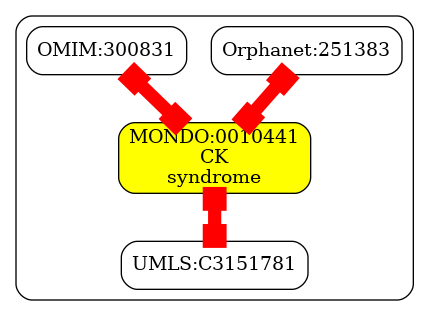 OMIM:300831
Orphanet:251383
MONDO:0010441
CK
syndrome
UMLS:C3151781